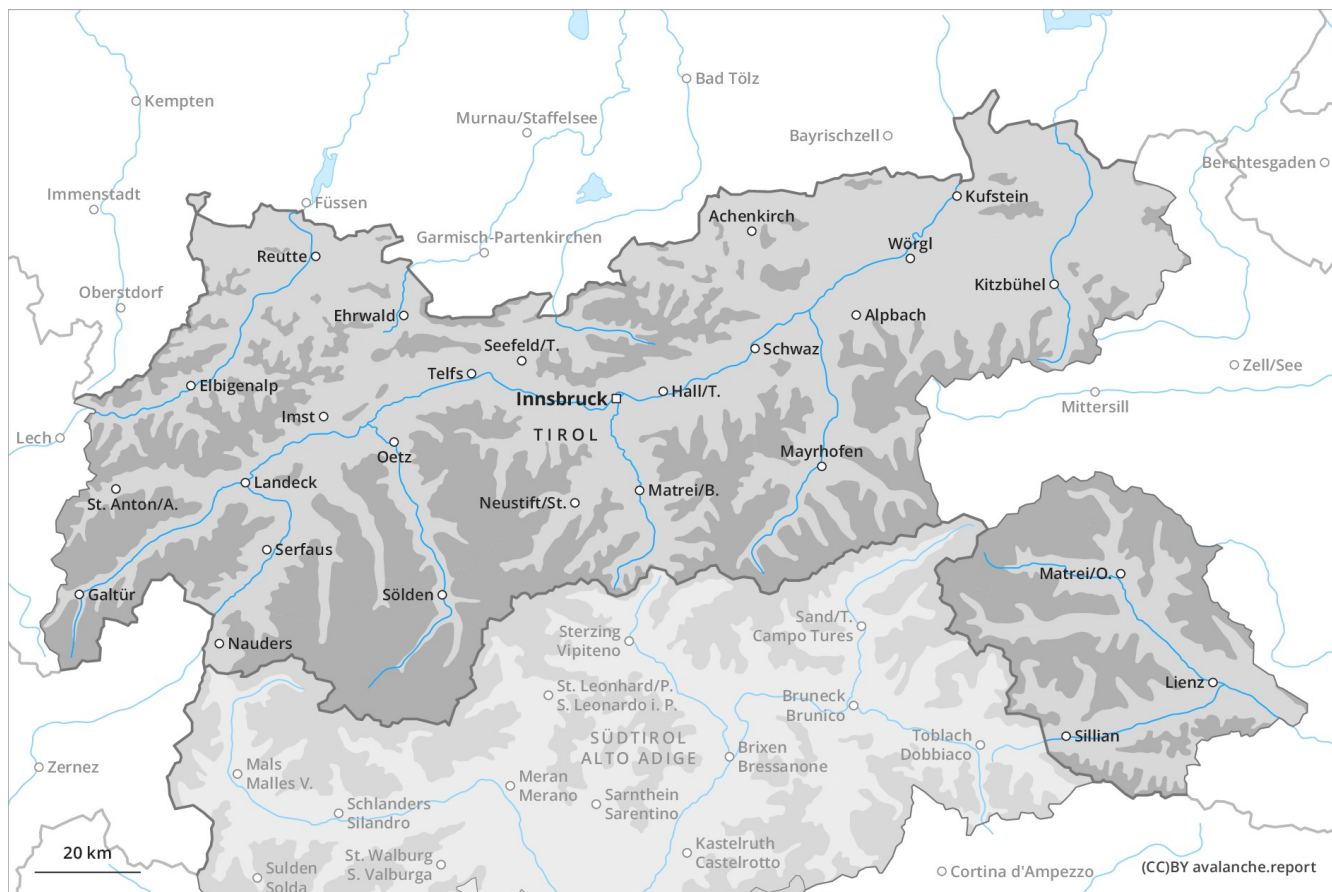 Bad Tölz
Kempten
Murnau/Staffelsee
Bayrischzell
Berchtesgaden
Immenstadt
Füssen
Kufstein
Achenkirch
Garmisch-Partenkirchen
Wörgl
Reutte
Oberstdorf
Kitzbühel
Ehrwald
Alpbach
Seefeld/T.
Schwaz
Zell/See
Telfs
Elbigenalp
Hall/T.
Innsbruck
Mittersill
Imst
Lech
TIROL
Oetz
Mayrhofen
Landeck
Matrei/B.
St. Anton/A.
Neustift/St.
Serfaus
Matrei/O.
Galtür
Sölden
Sand/T.
Campo Tures
Sterzing
Vipiteno
Nauders
Lienz
St. Leonhard/P.
S. Leonardo i. P.
Bruneck
Brunico
SÜDTIROL
ALTO ADIGE
Toblach
Dobbiaco
Sillian
Brixen
Bressanone
Zernez
Mals
Malles V.
Meran
Merano
Sarnthein
Sarentino
Schlanders
Silandro
Kastelruth
Castelrotto
20 km
St. Walburg
S. Valburga
Sulden
Solda
Cortina d'Ampezzo
(CC)BY avalanche.report